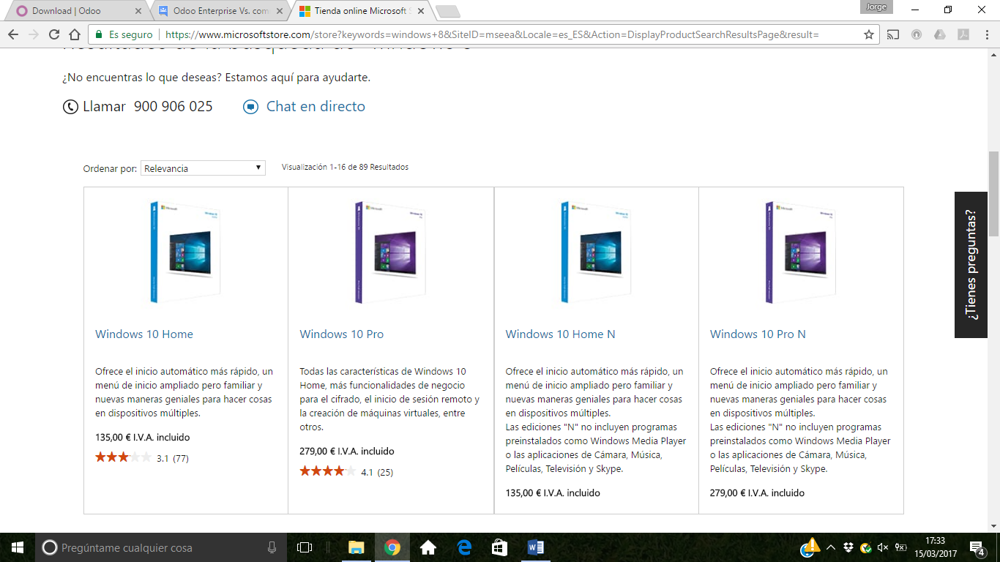 Download | Odoo
Odoo Enterprise Vs. com
Tienda online Microsoft S
Jorge
Es seguro
https://www.microsoftstore.com/store?keywords=windows+8&SiteID=mseea&Locale=es_ES&Action=DisplayProductSearchResultsPage&result=
¿No encuentras lo que deseas? Estamos aquí para ayudarte.
Llamar 900 906 025
Chat en directo
Ordenar por:
Relevancia
Visualización 1-16 de 89 Resultados
¿Tienes preguntas?
Windows 10 Home
Ofrece el inicio automático más rápido, un
menú de inicio ampliado pero familiar y
nuevas maneras geniales para hacer cosas
en dispositivos múltiples.
135,00 € I.V.A. incluido
3.1 (77)
Windows 10 Pro
Todas las características de Windows 10
Home, más funcionalidades de negocio
para el cifrado, el inicio de sesión remoto y
la creación de máquinas virtuales, entre
otros.
279,00 € I.V.A. incluido
4.1 (25)
Windows 10 Home N
Ofrece el inicio automático más rápido, un
menú de inicio ampliado pero familiar y
nuevas maneras geniales para hacer cosas
en dispositivos múltiples.
Las ediciones "N" no incluyen programas
preinstalados como Windows Media Player
o las aplicaciones de Cámara, Música,
Películas, Televisión y Skype.
135,00 € I.V.A. incluido
Windows 10 Pro N
Ofrece el inicio automático más rápido, un
menú de inicio ampliado pero familiar y
nuevas maneras geniales para hacer cosas
en dispositivos múltiples.
Las ediciones "N" no incluyen programas
preinstalados como Windows Media Player
o las aplicaciones de Cámara, Música,
Películas, Televisión y Skype.
279,00 € I.V.A. incluido
Pregúntame cualquier cosa
17:33
15/03/2017
4